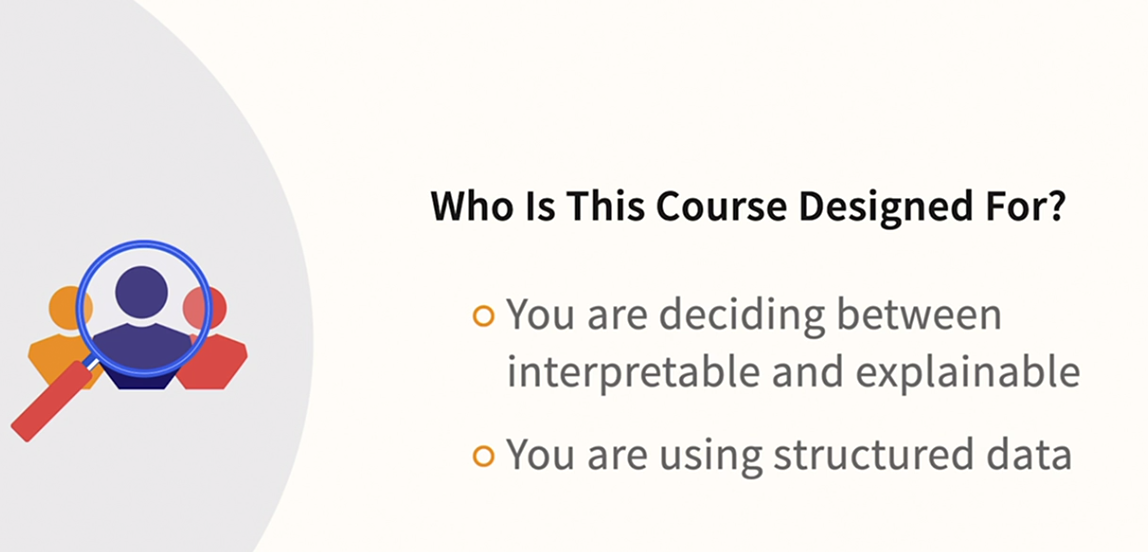 Who Is This Course Designed For?
You are deciding between
interpretable and explainable
You are using structured data